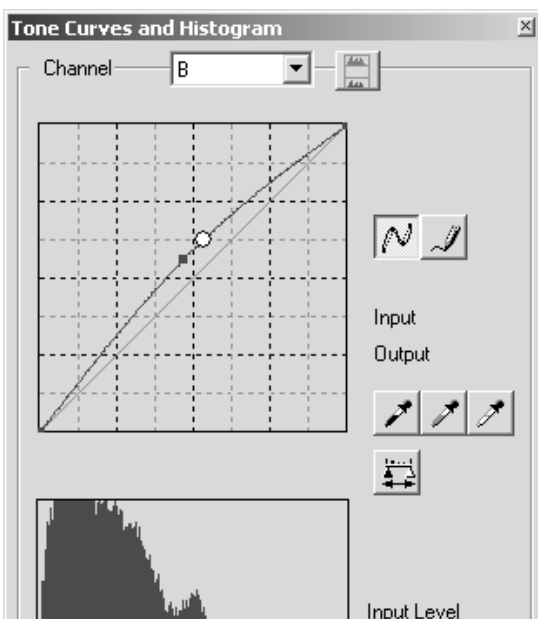 Tone Curves and Histogram
Channel B
Input
Output
Input Level